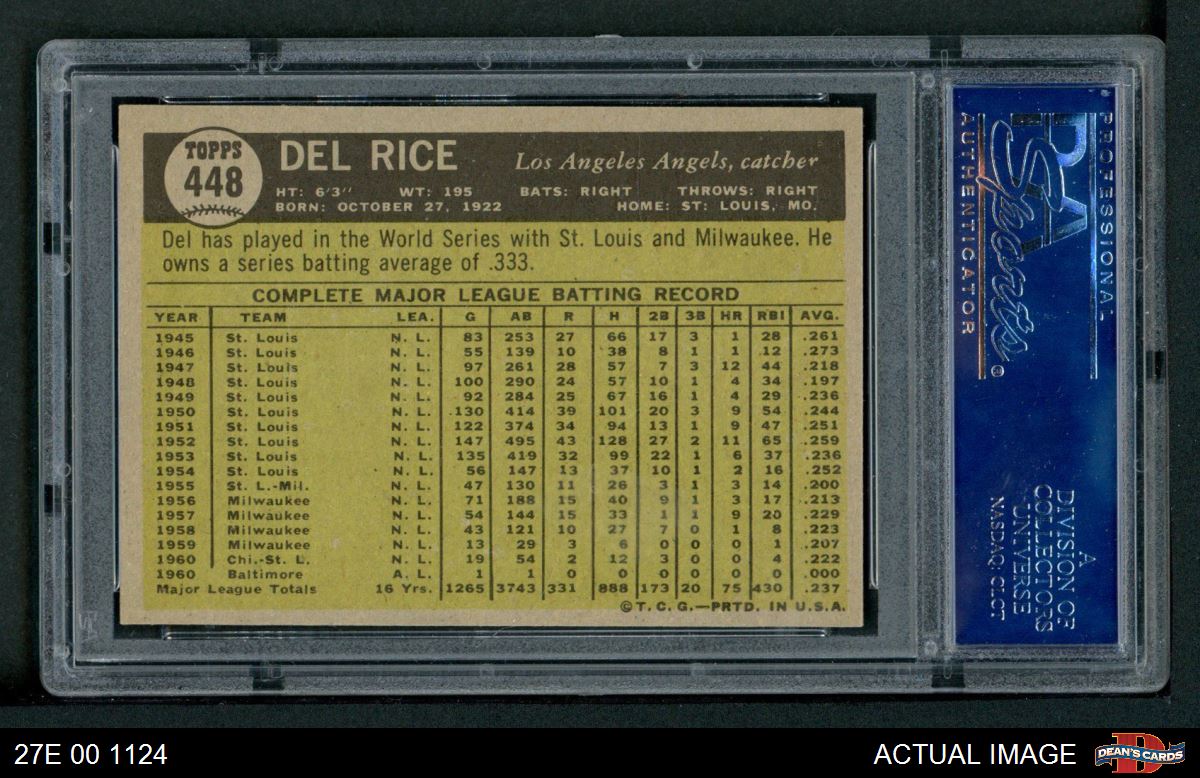 TOPPS
448
DEL RICE
Los Angeles Angels, catcher
HT: 6'3" WT: 195 BATS: RIGHT THROWS: RIGHT
BORN: OCTOBER 27, 1922 HOME: ST: LOUIS, MO.
Del has played in the World Series with St. Louis and Milwaukee. He
owns a series batting average of .333.
COMPLETE MAJOR LEAGUE BATTING RECORD
YEAR TEAM LEA. G AB R H 2B 3B HR RBI AVG.
1945 St. Louis N. L. 83 253 27 66 17 3 1 28 .261
1946 St. Louis N. L. 55 139 10 38 8 1 1 12 .273
1947 St. Louis N. L. 97 261 28 57 7 3 12 44 .218
1948 St. Louis N. L. 100 290 24 57 10 1 4 34 .197
1949 St. Louis N. L. 92 284 25 67 16 1 4 29 .236
1950 St. Louis N. L. 130 414 39 101 20 3 9 54 .244
1951 St. Louis N. L. 122 374 34 94 13 1 9 47 .251
1952 St. Louis N. L. 147 495 43 128 27 2 11 65 .259
1953 St. Louis N. L. 135 419 32 99 22 1 6 37 .236
1954 St. Louis N. L. 56 147 13 37 10 1 2 16 .252
1955 St. L.-Mil. N. L. 47 130 11 26 3 1 3 14 .200
1956 Milwaukee N. L. 71 188 15 40 9 1 3 17 .213
1957 Milwaukee N. L. 54 144 15 33 1 1 9 20 .229
1958 Milwaukee N. L. 43 121 10 27 7 0 1 8 .223
1959 Milwaukee N. L. 13 29 3 6 0 0 0 1 .207
1960 Chi.-St. L. N. L. 19 54 2 12 3 0 0 4 .222
1960 Baltimore A. L. 1 1 0 0 0 0 0 0 .000
Major League Totals 16 Yrs. 1265 3743 331 888 173 20 75 430 .237
©T.C.G.—PRTD. IN U.S.A.
PROFESSIONAL
PSA
Sports®
AUTHENTICATOR
A
DIVISION OF
COLLECTORS
UNIVERSE
NASDAQ: CLCT
27E 00 1124
ACTUAL IMAGE
DEAN'S CARDS